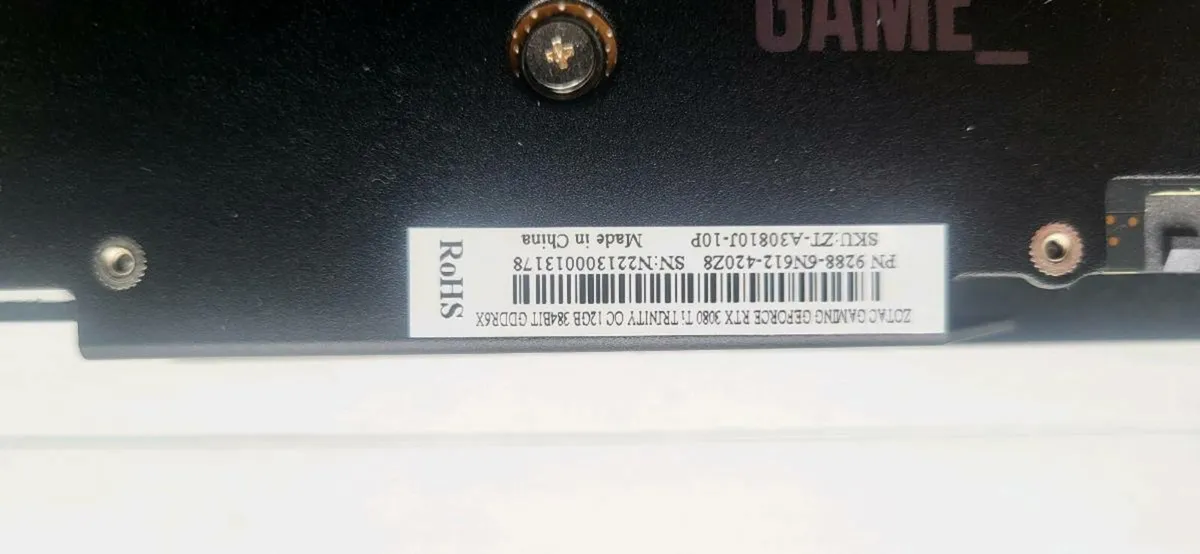 GAME_
ZOTAC GAMING GEFORCE RTX 3080 Ti TRINITY OC 12GB 384BIT GDDR6X
PN 9288-6N612-420Z8 SN:N221300013178
SKU:ZT-A30810J-10P Made in China
RoHS